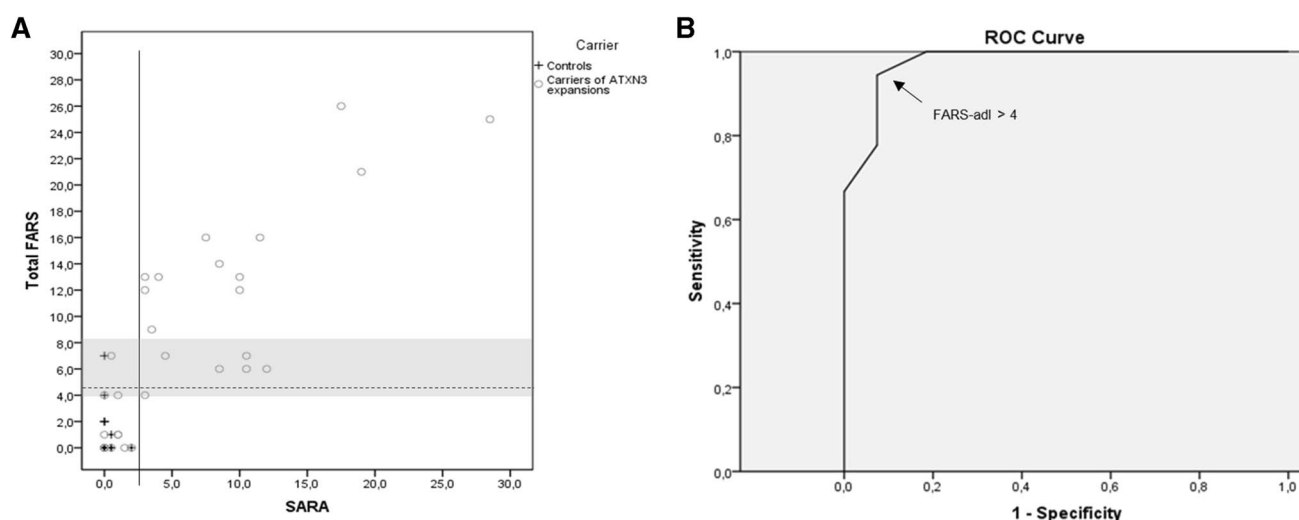 A
30,0
28,0
26,0
24,0
22,0
20,0
18,0
16,0
14,0
12,0
10,0
8,0
6,0
4,0
2,0
0,0
Total FARS
0,0 5,0 10,0 15,0 20,0 25,0 30,0
SARA
Carrier
Controls
Carriers of ATXN3
expansions
B
ROC Curve
1,0
0,8
0,6
0,4
0,2
0,0
Sensitivity
FARS-adl > 4
0,0 0,2 0,4 0,6 0,8 1,0
1 - Specificity